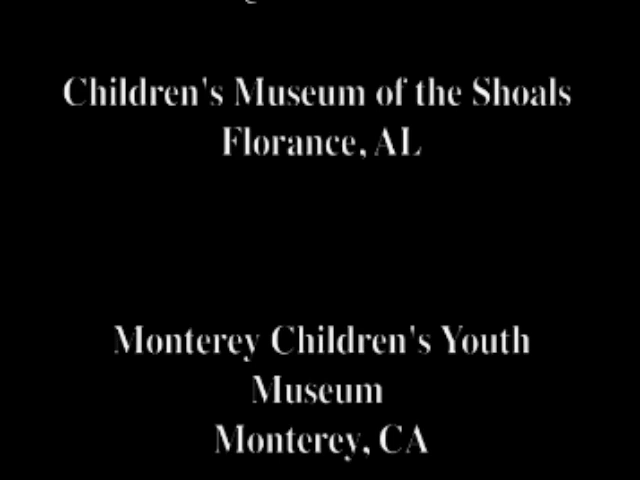 Children's Museum of the Shoals
Florance, AL
Monterey Children's Youth
Museum
Monterey, CA